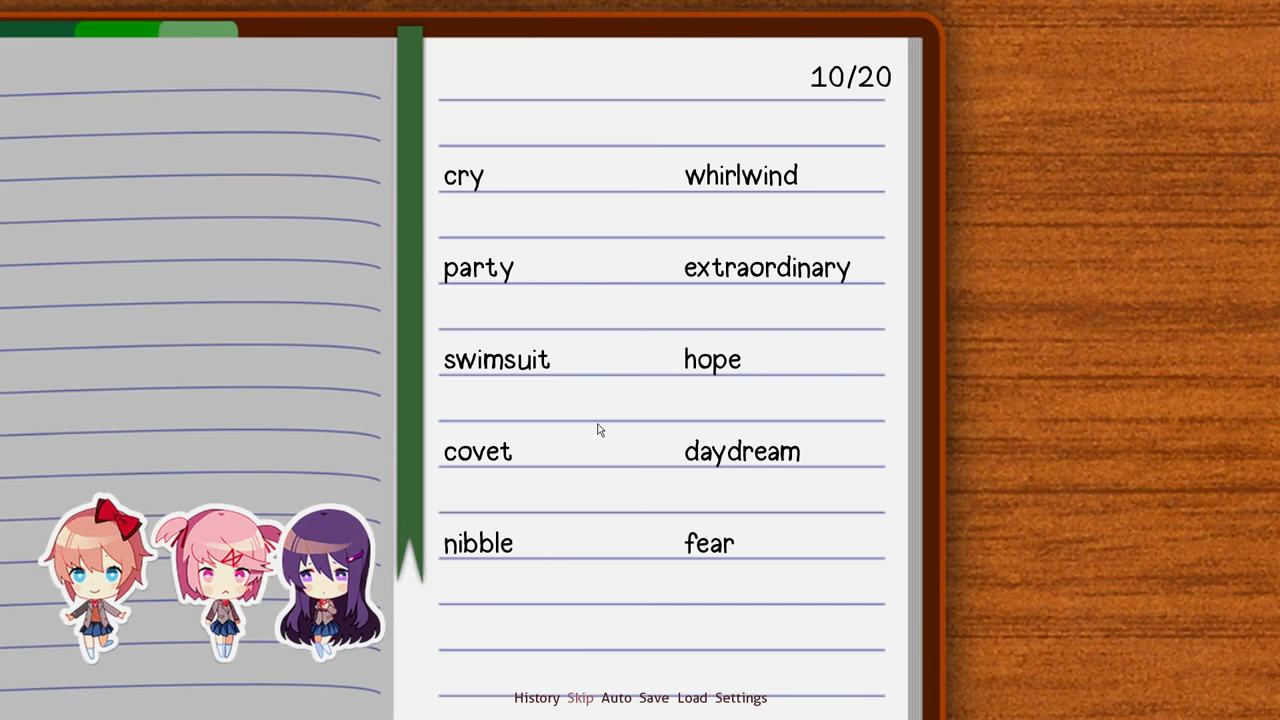 10/20
cry whirlwind
party extraordinary
swimsuit hope
covet daydream
nibble fear
History Skip Auto Save Load Settings